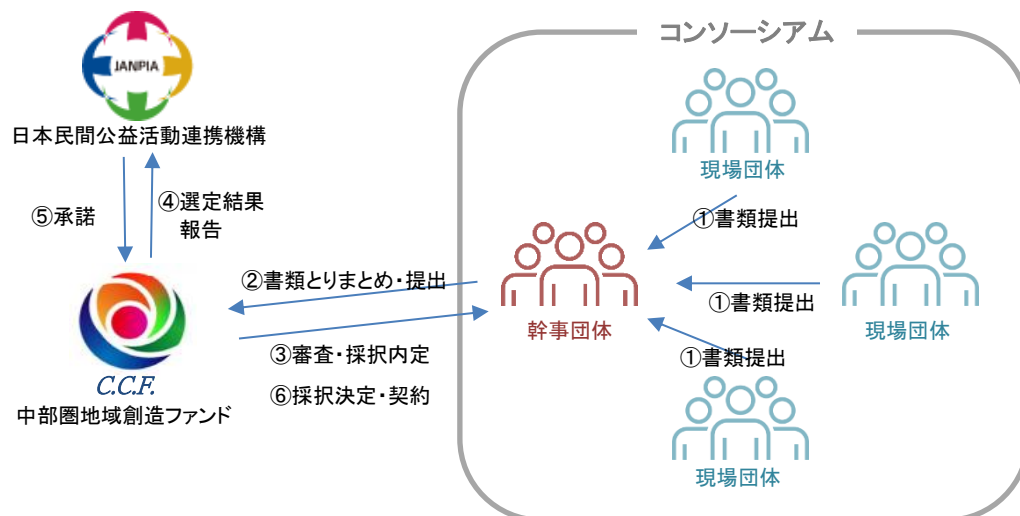 コンソーシアム
JANPIA
日本民間公益活動連携機構
⑤承諾
④選定結果
報告
現場団体
①書類提出
②書類とりまとめ・提出
幹事団体
①書類提出
現場団体
③審査・採択内定
①書類提出
C.C.F.
⑥採択決定・契約
中部圏地域創造ファンド
現場団体